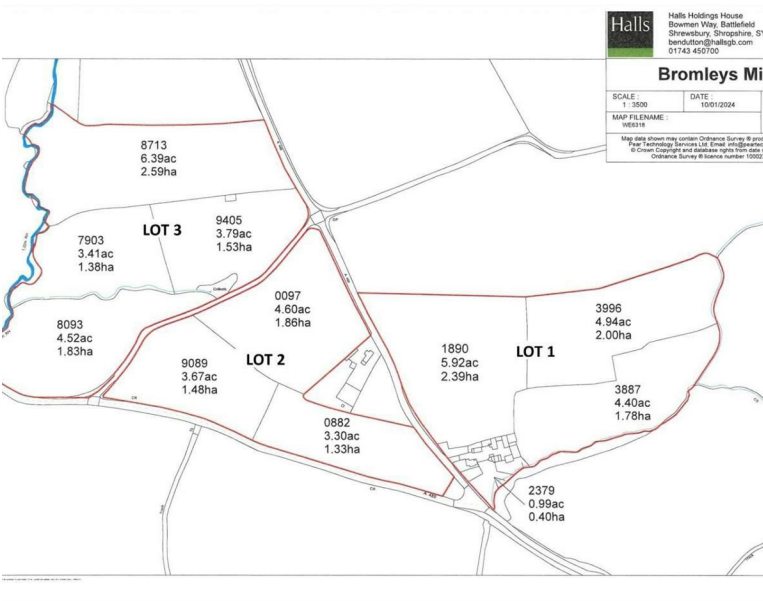 Halls
Halls Holdings House
Bowmen Way, Battlefield
Shrewsbury, Shropshire, SY
bendutton@hallsgb.com
01743 450700
Bromleys Mi
SCALE :
1 : 3500
DATE :
10/01/2024
MAP FILENAME :
WE6318
Map data shown may contain Ordnance Survey ® prod
Pear Technology Services Ltd; Email: info@peartec
© Crown Copyright and database rights from date
Ordnance Survey ® licence number 10002
8713
6.39ac
2.59ha
LOT 3
9405
3.79ac
1.53ha
7903
3.41ac
1.38ha
8093
4.52ac
1.83ha
0097
4.60ac
1.86ha
LOT 2
9089
3.67ac
1.48ha
0882
3.30ac
1.33ha
1890
5.92ac
2.39ha
LOT 1
3996
4.94ac
2.00ha
3887
4.40ac
1.78ha
2379
0.99ac
0.40ha